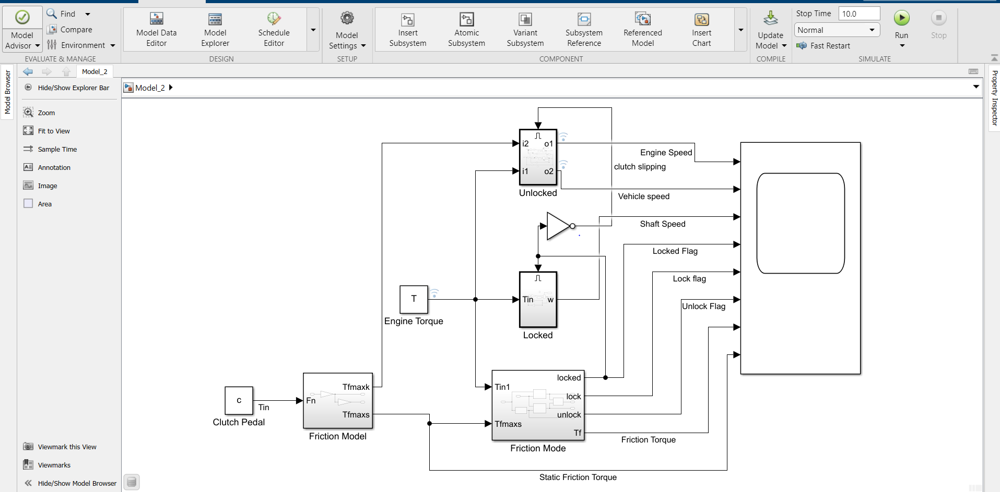 Model
Advisor
Find
Compare
Environment
EVALUATE & MANAGE
Model Data
Editor
Model
Explorer
Schedule
Editor
DESIGN
Model
Settings
SETUP
Insert
Subsystem
Atomic
Subsystem
Variant
Subsystem
Subsystem
Reference
Referenced
Model
Insert
Chart
COMPONENT
Update
Model
COMPILE
Stop Time 10.0
Normal
Fast Restart
Run
Stop
SIMULATE
Model Browser
Property Inspector
Model_2
Hide/Show Explorer Bar
Model_2
Zoom
Fit to View
Sample Time
Annotation
Image
Area
Viewmark this View
Viewmarks
Hide/Show Model Browser
i2 o1
i1 o2
Unlocked
Engine Speed
clutch slipping
Vehicle speed
Shaft Speed
Locked Flag
Lock flag
Unlock Flag
T
Engine Torque
Tin w
Locked
c
Tin
Clutch Pedal
Fn
Tfmaxk
Tfmaxs
Friction Model
Tin1
Tfmaxs
locked
lock
unlock
Tf
Friction Mode
Friction Torque
Static Friction Torque